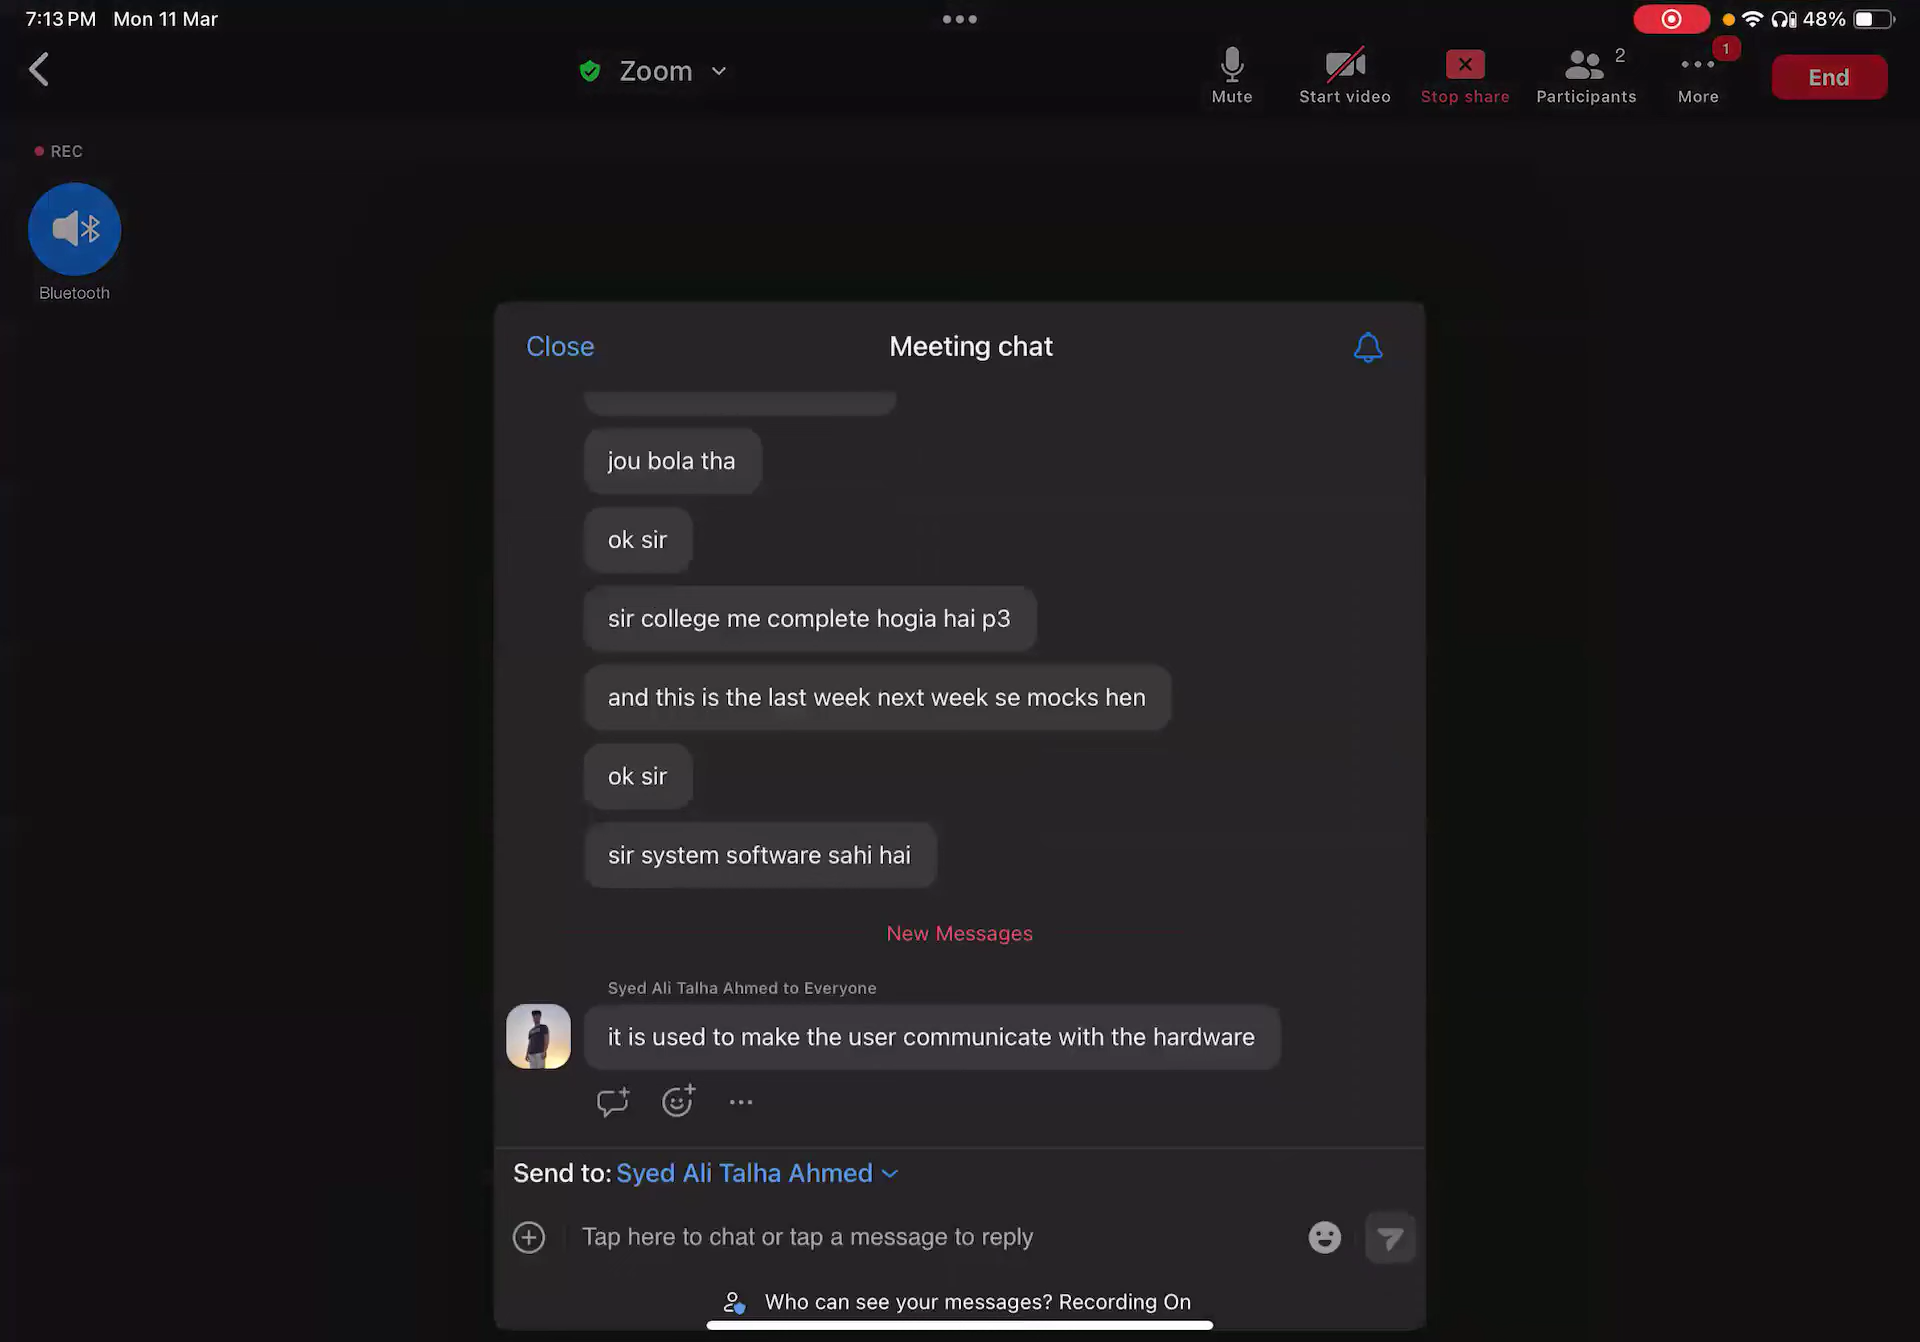 7:13 PM Mon 11 Mar
48%
Zoom
Mute
Start video
Stop share
Participants
2
More
1
End
REC
Bluetooth
Close
Meeting chat
jou bola tha
ok sir
sir college me complete hogia hai p3
and this is the last week next week se mocks hen
ok sir
sir system software sahi hai
New Messages
Syed Ali Talha Ahmed to Everyone
it is used to make the user communicate with the hardware
Send to: Syed Ali Talha Ahmed
Tap here to chat or tap a message to reply
Who can see your messages? Recording On